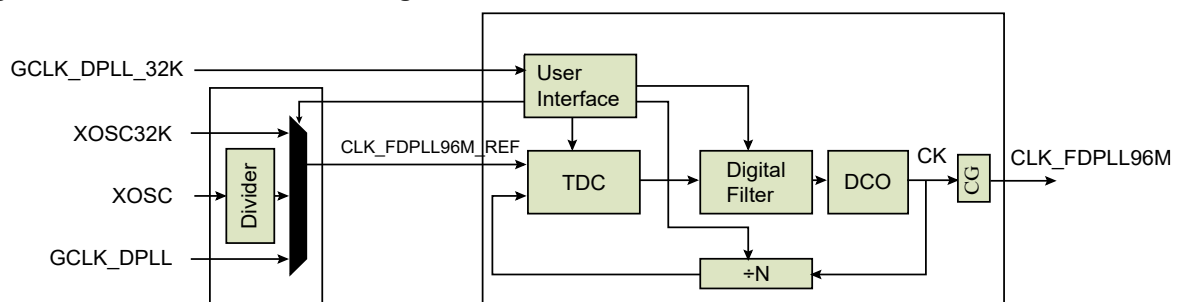 GCLK_DPLL_32K
User
Interface
XOSC32K
CLK_FDPLL96M_REF
XOSC
Divider
TDC
Digital
Filter
DCO
CK
CG
CLK_FDPLL96M
GCLK_DPLL
÷N